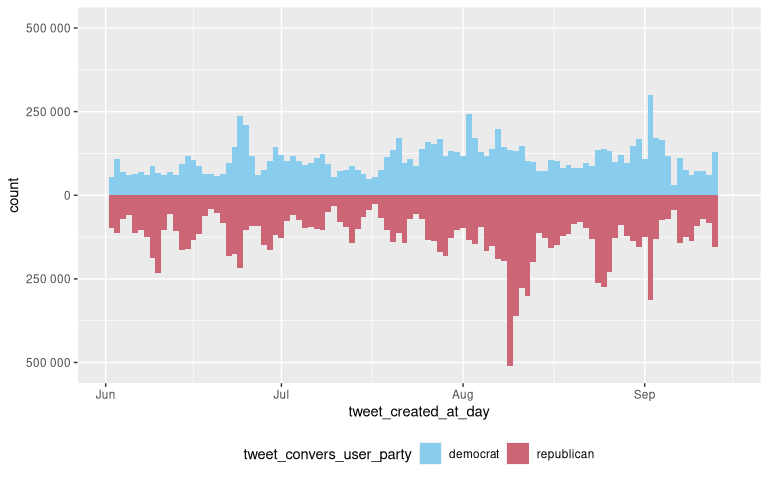 500 000
250 000
0
250 000
500 000
count
Jun Jul Aug Sep
tweet_created_at_day
tweet_convers_user_party democrat republican